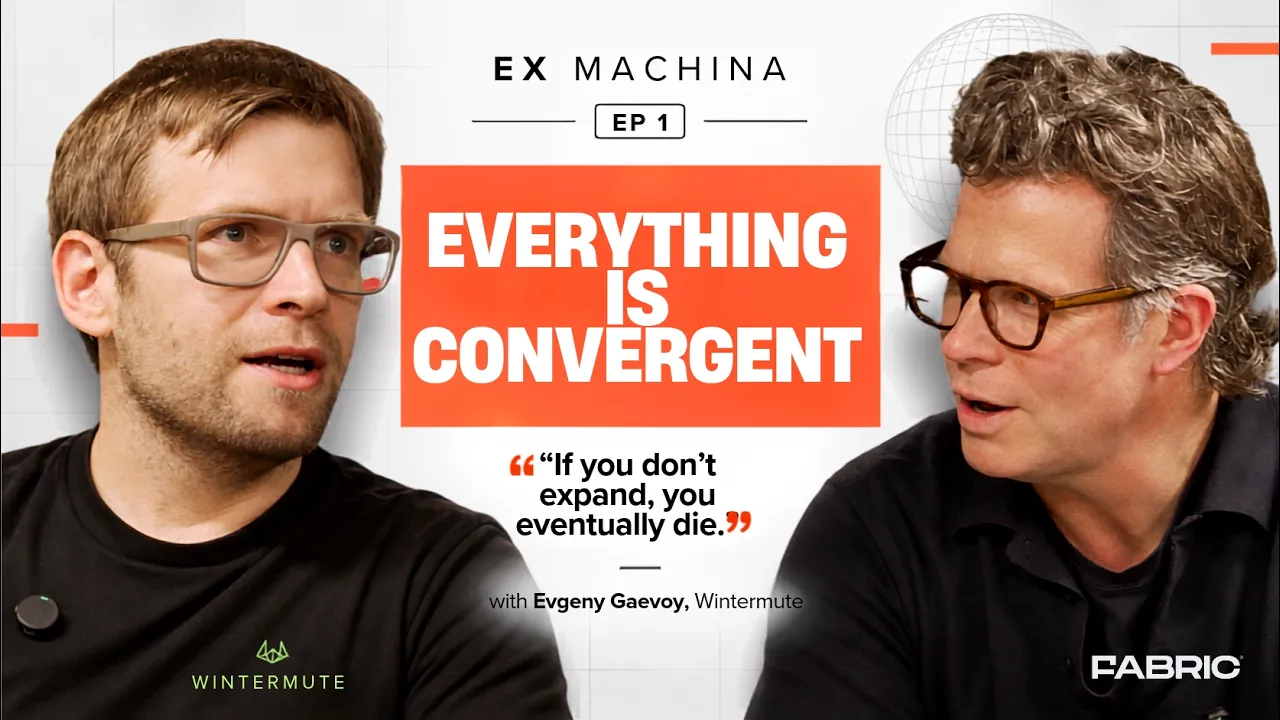 EX MACHINA
EP 1
EVERYTHING
IS
CONVERGENT
“ “If you don’t
expand, you
eventually die.”
with Evgeny Gaevoy, Wintermute
WINTERMUTE
FABRIC